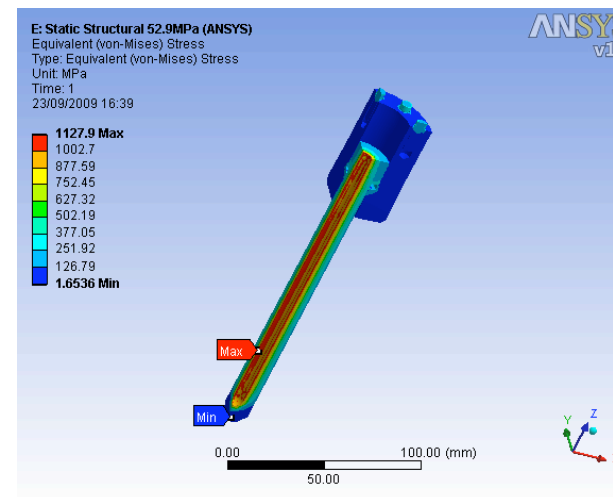 E: Static Structural 52.9MPa (ANSYS)
Equivalent (von-Mises) Stress
Type: Equivalent (von-Mises) Stress
Unit: MPa
Time: 1
23/09/2009 16:39
1127.9 Max
1002.7
877.59
752.45
627.32
502.19
377.05
251.92
126.79
1.6536 Min
ANSYS
v1
Max
Min
0.00
100.00 (mm)
50.00
Y
Z